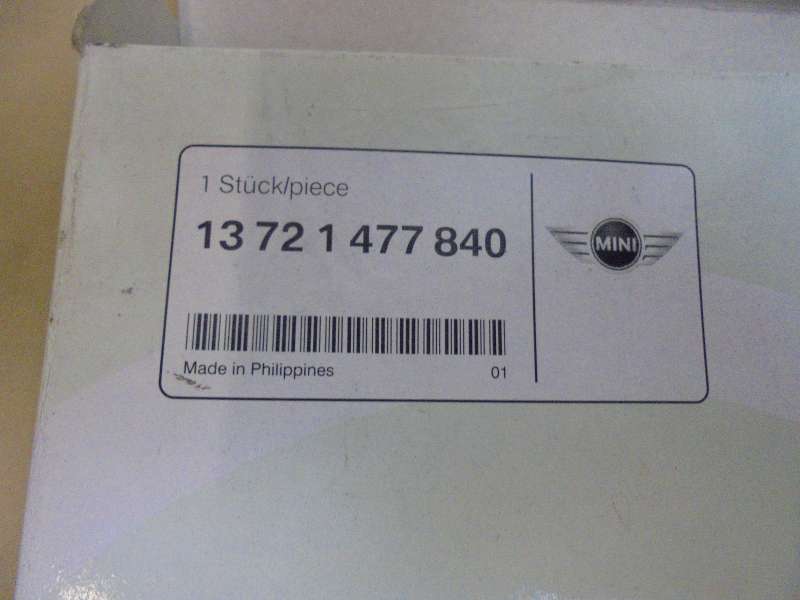 1 Stück/piece
13 72 1 477 840
MINI
Made in Philippines
01